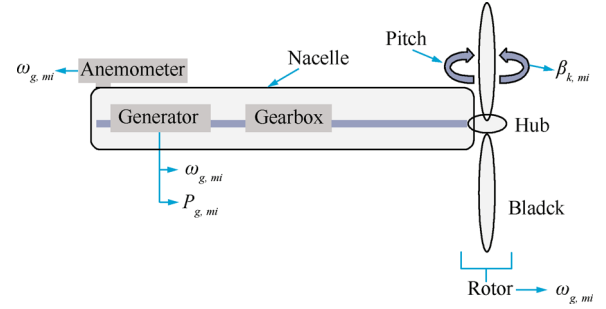 Pitch
Nacelle
ω_{g, mi}
Anemometer
β_{k, mi}
Generator
Gearbox
Hub
ω_{g, mi}
P_{g, mi}
Bladck
Rotor
ω_{g, mi}